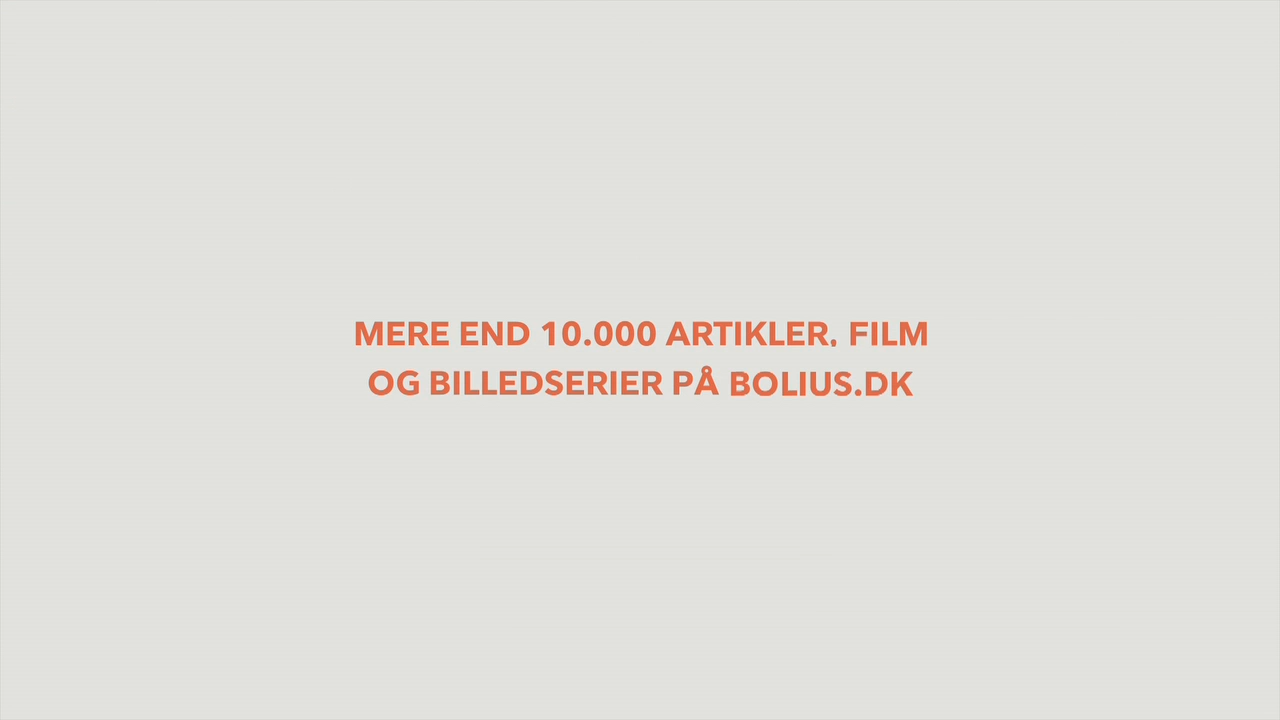 MERE END 10.000 ARTIKLER, FILM
OG BILLEDSERIER PÅ BOLIUS.DK